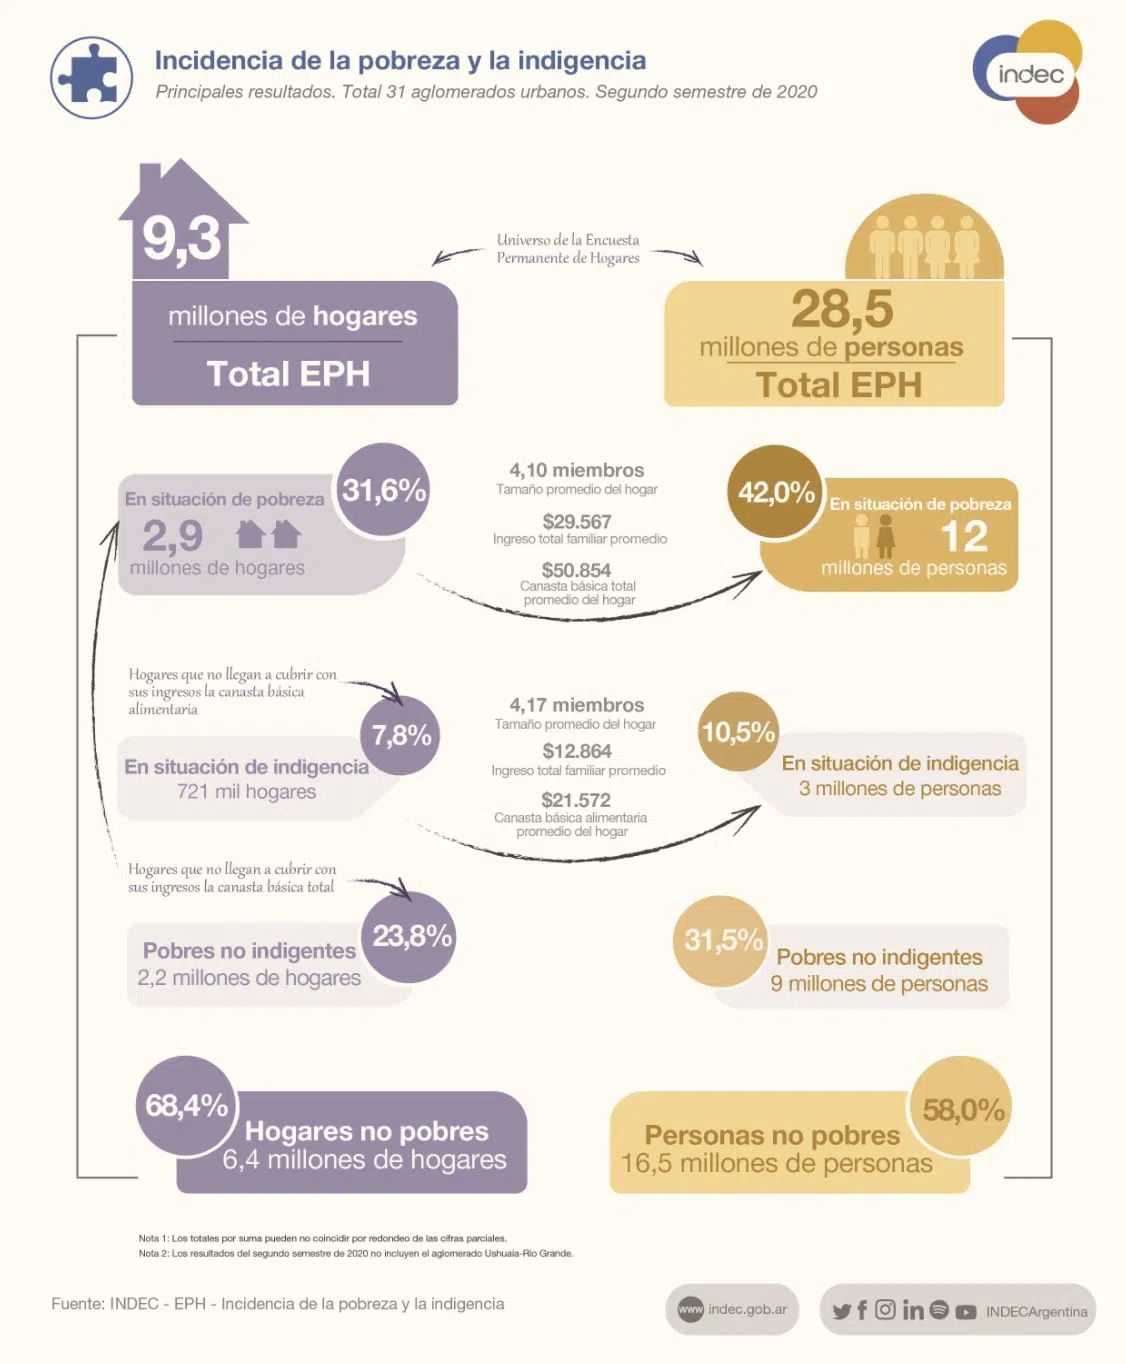 Incidencia de la pobreza y la indigencia
Principales resultados. Total 31 aglomerados urbanos. Segundo semestre de 2020
indec
9,3
millones de hogares
Total EPH
Universo de la Encuesta
Permanente de Hogares
28,5
millones de personas
Total EPH
31,6%
En situación de pobreza
2,9
millones de hogares
4,10 miembros
Tamaño promedio del hogar
$29.567
Ingreso total familiar promedio
$50.854
Canasta básica total
promedio del hogar
42,0%
En situación de pobreza
12
millones de personas
Hogares que no llegan a cubrir con
sus ingresos la canasta básica
alimentaria
7,8%
En situación de indigencia
721 mil hogares
4,17 miembros
Tamaño promedio del hogar
$12.864
Ingreso total familiar promedio
$21.572
Canasta básica alimentaria
promedio del hogar
10,5%
En situación de indigencia
3 millones de personas
Hogares que no llegan a cubrir con
sus ingresos la canasta básica total
23,8%
Pobres no indigentes
2,2 millones de hogares
31,5%
Pobres no indigentes
9 millones de personas
68,4%
Hogares no pobres
6,4 millones de hogares
58,0%
Personas no pobres
16,5 millones de personas
Nota 1: Los totales por suma pueden no coincidir por redondeo de las cifras parciales.
Nota 2: Los resultados del segundo semestre de 2020 no incluyen el aglomerado Ushuaia-Río Grande.
Fuente: INDEC - EPH - Incidencia de la pobreza y la indigencia
www indec.gob.ar
INDECArgentina